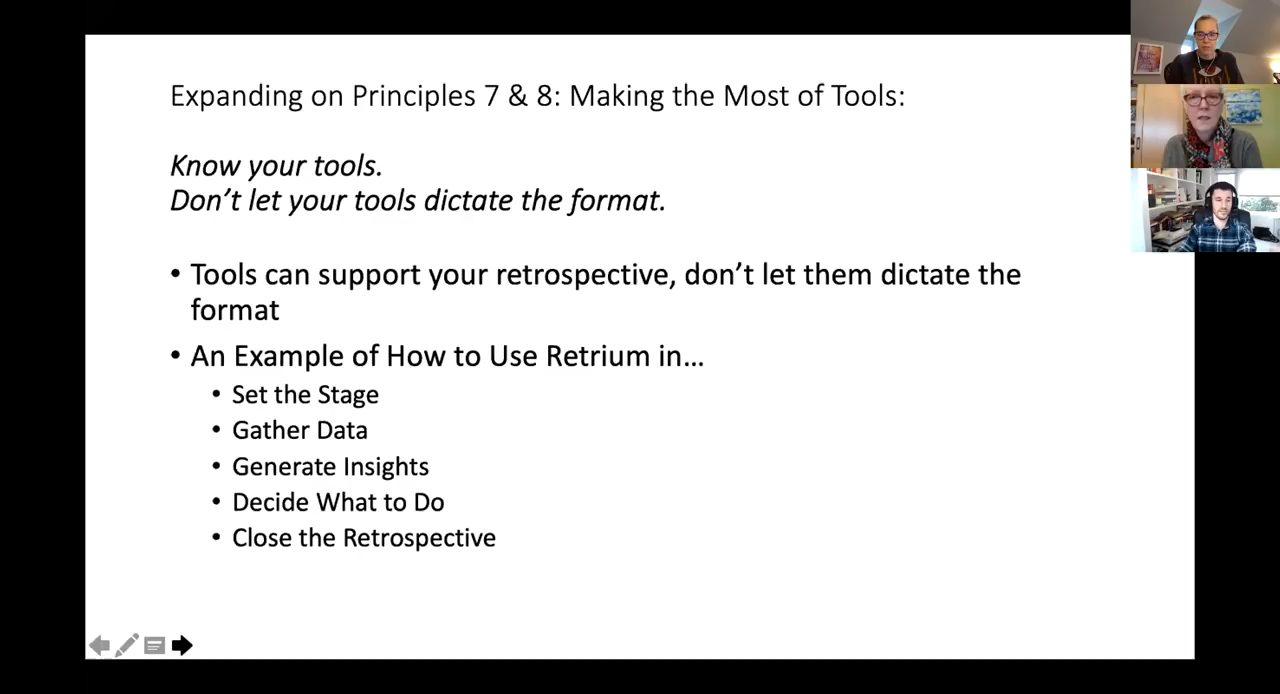 Expanding on Principles 7 & 8: Making the Most of Tools:
Know your tools.
Don’t let your tools dictate the format.
• Tools can support your retrospective, don’t let them dictate the
format
• An Example of How to Use Retrium in…
• Set the Stage
• Gather Data
• Generate Insights
• Decide What to Do
• Close the Retrospective